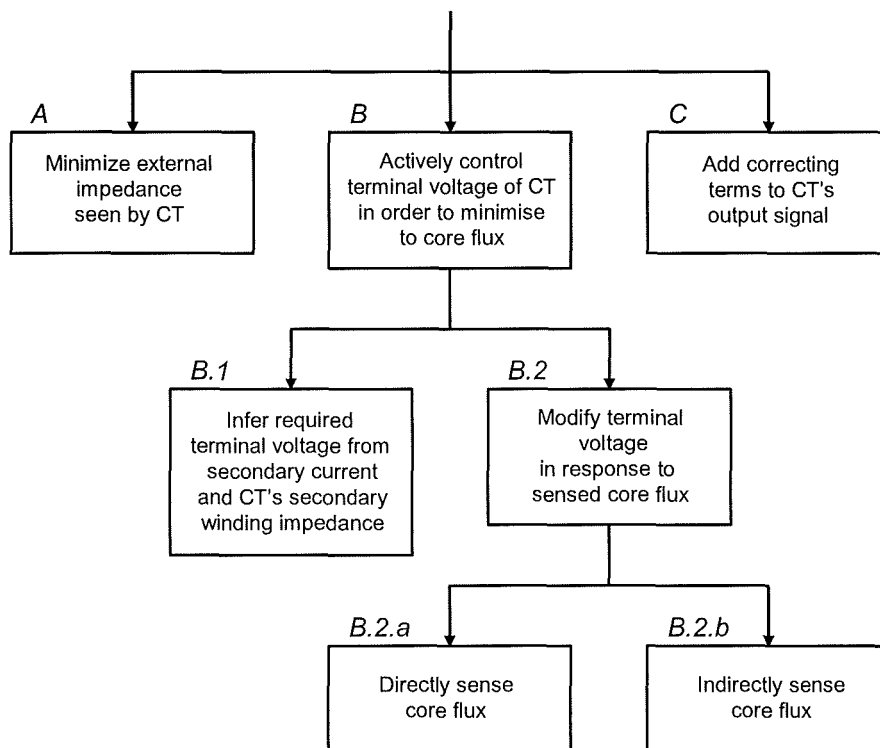 A
Minimize external
impedance
seen by CT
B
Actively control
terminal voltage of CT
in order to minimise
to core flux
C
Add correcting
terms to CT's
output signal
B.1
Infer required
terminal voltage from
secondary current
and CT's secondary
winding impedance
B.2
Modify terminal
voltage
in response to
sensed core flux
B.2.a
Directly sense
core flux
B.2.b
Indirectly sense
core flux